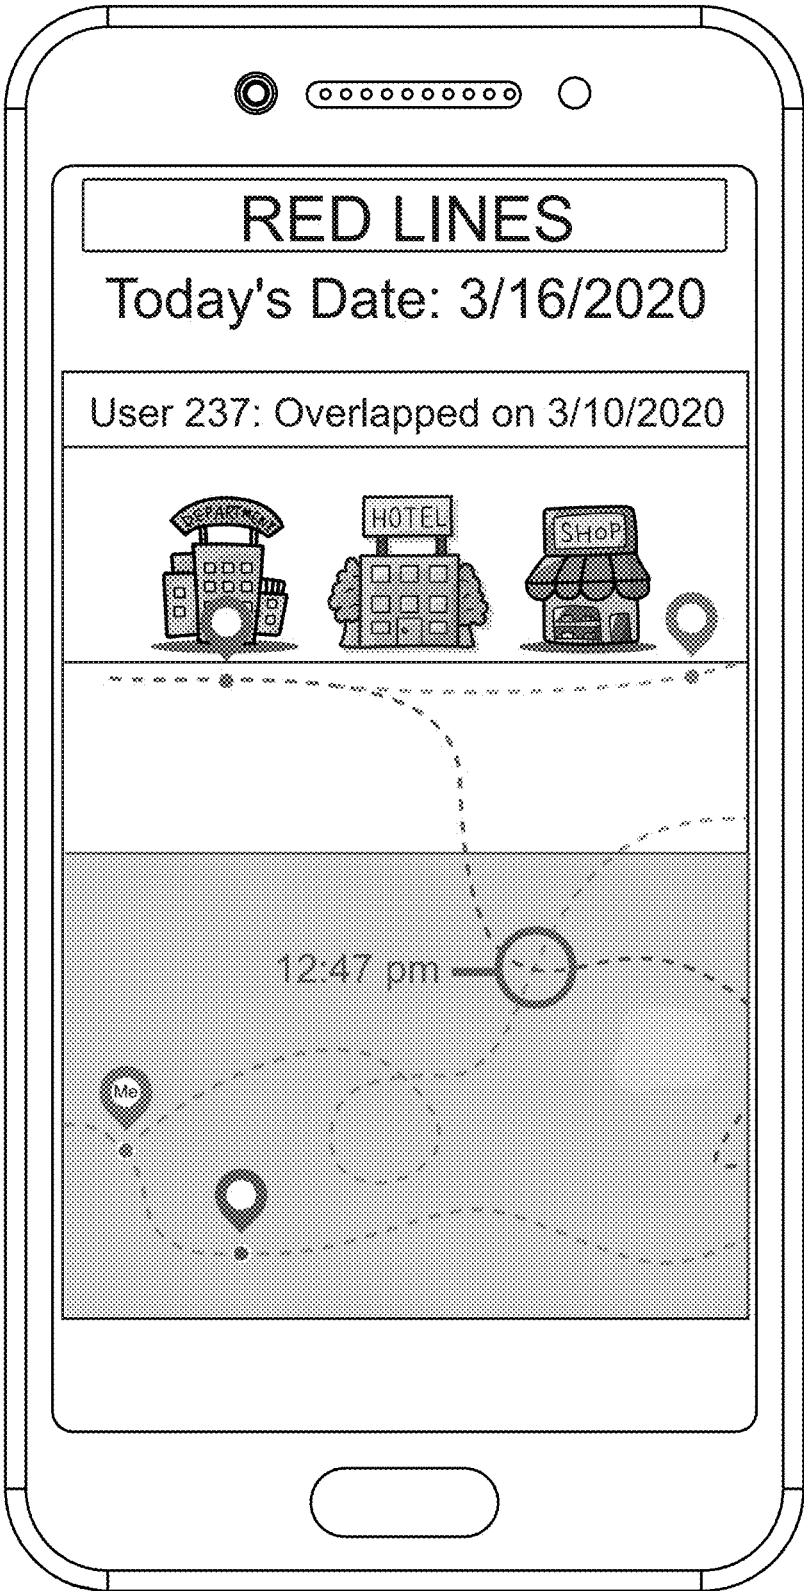 RED LINES
Today's Date: 3/16/2020
User 237: Overlapped on 3/10/2020
DEPARTMENT
HOTEL
SHOP
12:47 pm
Me